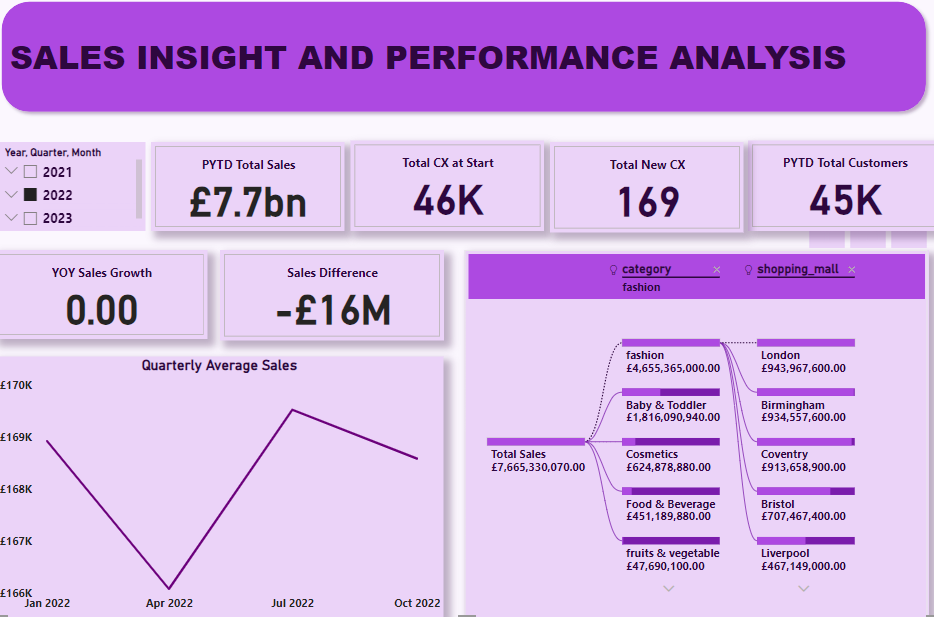 SALES INSIGHT AND PERFORMANCE ANALYSIS
Year, Quarter, Month
2021
2022
2023
PYTD Total Sales
£7.7bn
Total CX at Start
46K
Total New CX
169
PYTD Total Customers
45K
YOY Sales Growth
0.00
Sales Difference
-£16M
Quarterly Average Sales
£170K
£169K
£168K
£167K
£166K
Jan 2022
Apr 2022
Jul 2022
Oct 2022
category
fashion
shopping_mall
Total Sales
£7,665,330,070.00
fashion
£4,655,365,000.00
Baby & Toddler
£1,816,090,940.00
Cosmetics
£624,878,880.00
Food & Beverage
£451,189,880.00
fruits & vegetable
£47,690,100.00
London
£943,967,600.00
Birmingham
£934,557,600.00
Coventry
£913,658,900.00
Bristol
£707,467,400.00
Liverpool
£467,149,000.00